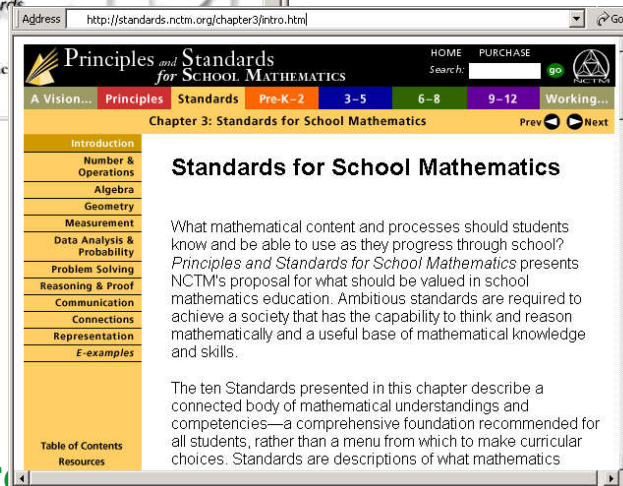 rds
Address http://standards.nctm.org/chapter3/intro.htm Go
Principles and Standards
for SCHOOL MATHEMATICS
HOME PURCHASE
Search: go
NCTM
A Vision... Principles Standards Pre-K–2 3–5 6–8 9–12 Working...
Chapter 3: Standards for School Mathematics Prev Next
Introduction
Number &
Operations
Algebra
Geometry
Measurement
Data Analysis &
Probability
Problem Solving
Reasoning & Proof
Communication
Connections
Representation
E-examples
Table of Contents
Resources
Standards for School Mathematics
What mathematical content and processes should students
know and be able to use as they progress through school?
Principles and Standards for School Mathematics presents
NCTM's proposal for what should be valued in school
mathematics education. Ambitious standards are required to
achieve a society that has the capability to think and reason
mathematically and a useful base of mathematical knowledge
and skills.
The ten Standards presented in this chapter describe a
connected body of mathematical understandings and
competencies—a comprehensive foundation recommended for
all students, rather than a menu from which to make curricular
choices. Standards are descriptions of what mathematics